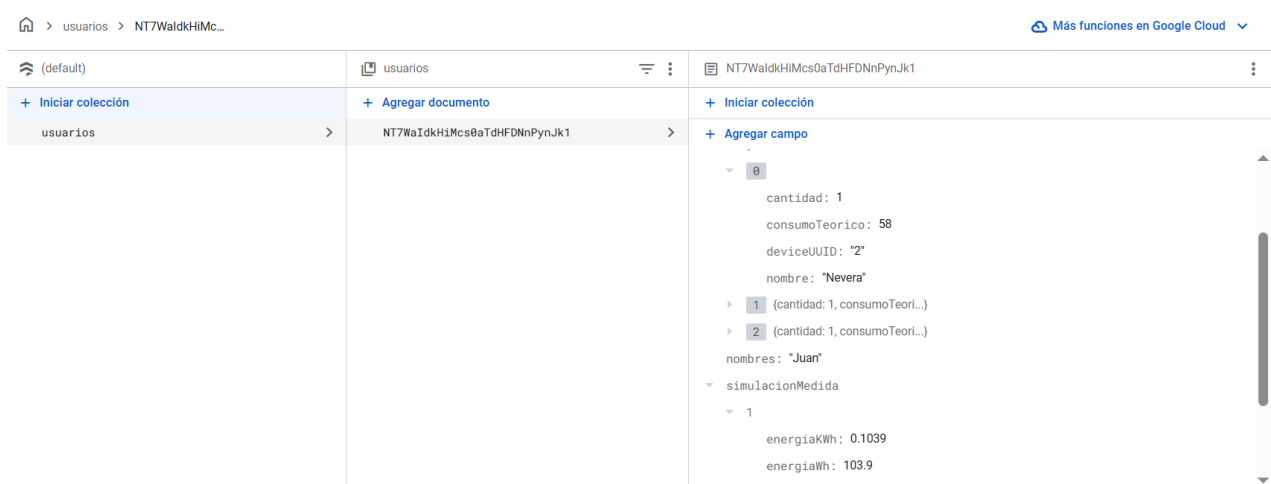 usuarios > NT7WaldkHiMc...
Más funciones en Google Cloud
(default)
+ Iniciar colección
usuarios
usuarios
+ Agregar documento
NT7WaIdkHiMcs0aTdHFDNnPynJk1
NT7WaldkHiMcs0aTdHFDNnPynJk1
+ Iniciar colección
+ Agregar campo
0
cantidad: 1
consumoTeorico: 58
deviceUUID: "2"
nombre: "Nevera"
1 {cantidad: 1, consumoTeori...}
2 {cantidad: 1, consumoTeori...}
nombres: "Juan"
simulacionMedida
1
energiaKWh: 0.1039
energiaWh: 103.9